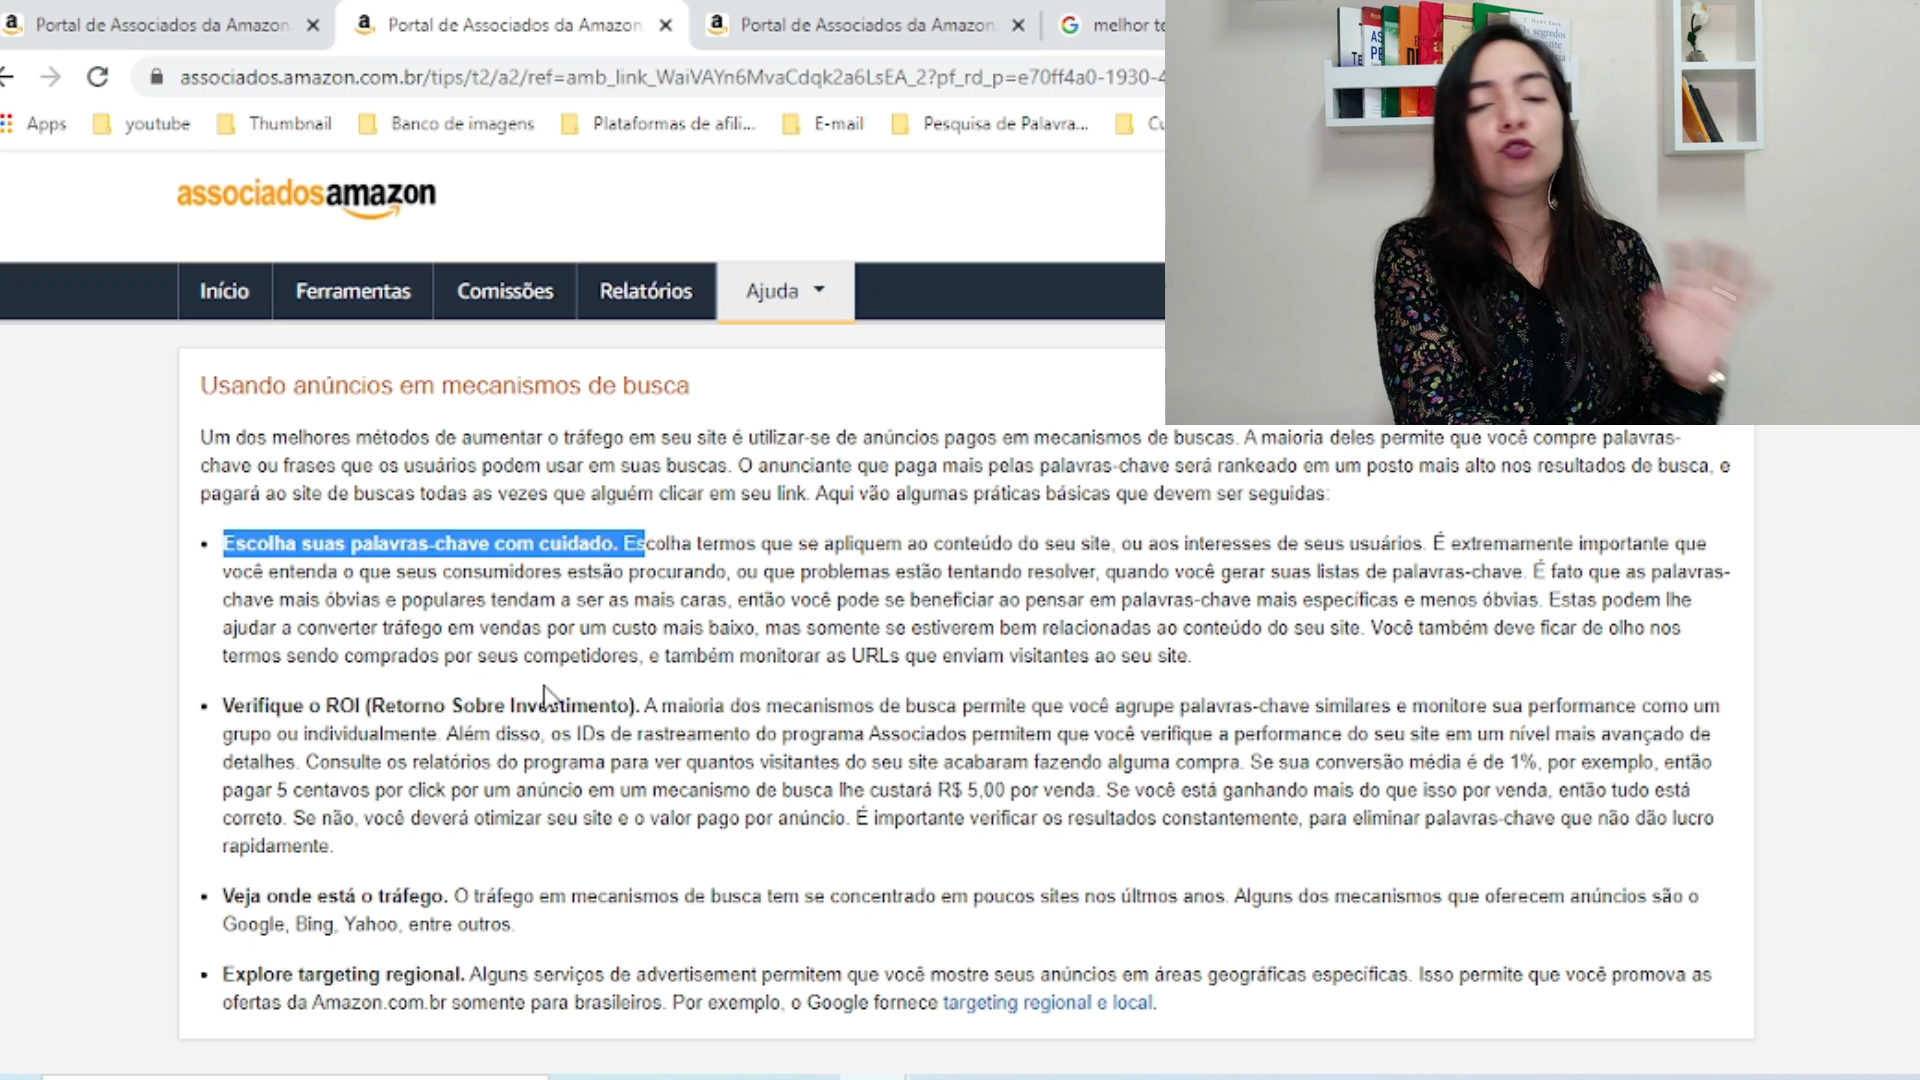 Portal de Associados da Amazon
Portal de Associados da Amazon
Portal de Associados da Amazon
melhor
associados.amazon.com.br/tips/t2/a2/ref=amb_link_WaiVAYn6MvaCdqk2a6LsEA_2?pf_rd_p=e70ff4a0-1930-4
Apps youtube Thumbnail Banco de imagens Plataformas de afili... E-mail Pesquisa de Palavra...
associadosamazon
Início Ferramentas Comissões Relatórios Ajuda
Usando anúncios em mecanismos de busca
Um dos melhores métodos de aumentar o tráfego em seu site é utilizar-se de anúncios pagos em mecanismos de buscas. A maioria deles permite que você compre palavras-
chave ou frases que os usuários podem usar em suas buscas. O anunciante que paga mais pelas palavras-chave será rankeado em um posto mais alto nos resultados de busca, e
pagará ao site de buscas todas as vezes que alguém clicar em seu link. Aqui vão algumas práticas básicas que devem ser seguidas:
• Escolha suas palavras-chave com cuidado. Escolha termos que se apliquem ao conteúdo do seu site, ou aos interesses de seus usuários. É extremamente importante que
você entenda o que seus consumidores estsão procurando, ou que problemas estão tentando resolver, quando você gerar suas listas de palavras-chave. É fato que as palavras-
chave mais óbvias e populares tendam a ser as mais caras, então você pode se beneficiar ao pensar em palavras-chave mais específicas e menos óbvias. Estas podem lhe
ajudar a converter tráfego em vendas por um custo mais baixo, mas somente se estiverem bem relacionadas ao conteúdo do seu site. Você também deve ficar de olho nos
termos sendo comprados por seus competidores, e também monitorar as URLs que enviam visitantes ao seu site.
• Verifique o ROI (Retorno Sobre Investimento). A maioria dos mecanismos de busca permite que você agrupe palavras-chave similares e monitore sua performance como um
grupo ou individualmente. Além disso, os IDs de rastreamento do programa Associados permitem que você verifique a performance do seu site em um nível mais avançado de
detalhes. Consulte os relatórios do programa para ver quantos visitantes do seu site acabaram fazendo alguma compra. Se sua conversão média é de 1%, por exemplo, então
pagar 5 centavos por click por um anúncio em um mecanismo de busca lhe custará R$ 5,00 por venda. Se você está ganhando mais do que isso por venda, então tudo está
correto. Se não, você deverá otimizar seu site e o valor pago por anúncio. É importante verificar os resultados constantemente, para eliminar palavras-chave que não dão lucro
rapidamente.
• Veja onde está o tráfego. O tráfego em mecanismos de busca tem se concentrado em poucos sites nos últmos anos. Alguns dos mecanismos que oferecem anúncios são o
Google, Bing, Yahoo, entre outros.
• Explore targeting regional. Alguns serviços de advertisement permitem que você mostre seus anúncios em áreas geográficas específicas. Isso permite que você promova as
ofertas da Amazon.com.br somente para brasileiros. Por exemplo, o Google fornece targeting regional e local.